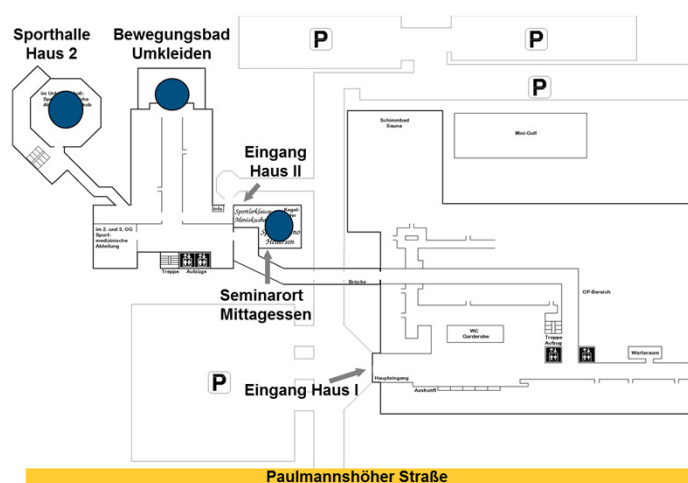 Sporthalle
Haus 2
Bewegungsbad
Umkleiden
P
P
P
Schimmbad
Sauna
Mini-Golf
Eingang
Haus II
Info
im 2. und 3. OG
Sport-
medizinische
Abteilung
Treppe
Aufzüge
Seminarort
Mittagessen
Brücke
OP-Bereich
WC
Garderobe
Treppe
Aufzug
Warteraum
P
Eingang Haus I
Haupteingang
Auskunft
Paulmannshöher Straße